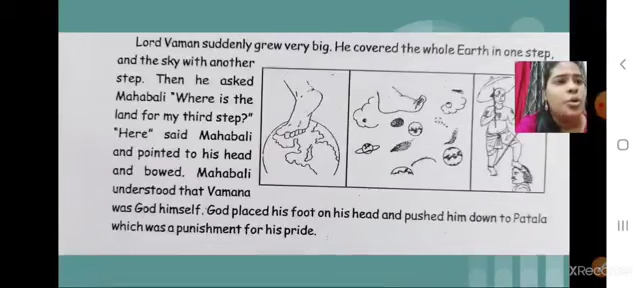 Lord Vaman suddenly grew very big. He covered the whole Earth in one step,
and the sky with another
step. Then he asked
Mahabali "Where is the
land for my third step?"
"Here" said Mahabali
and pointed to his head
and bowed. Mahabali
understood that Vamana
was God himself. God placed his foot on his head and pushed him down to Patala
which was a punishment for his pride.